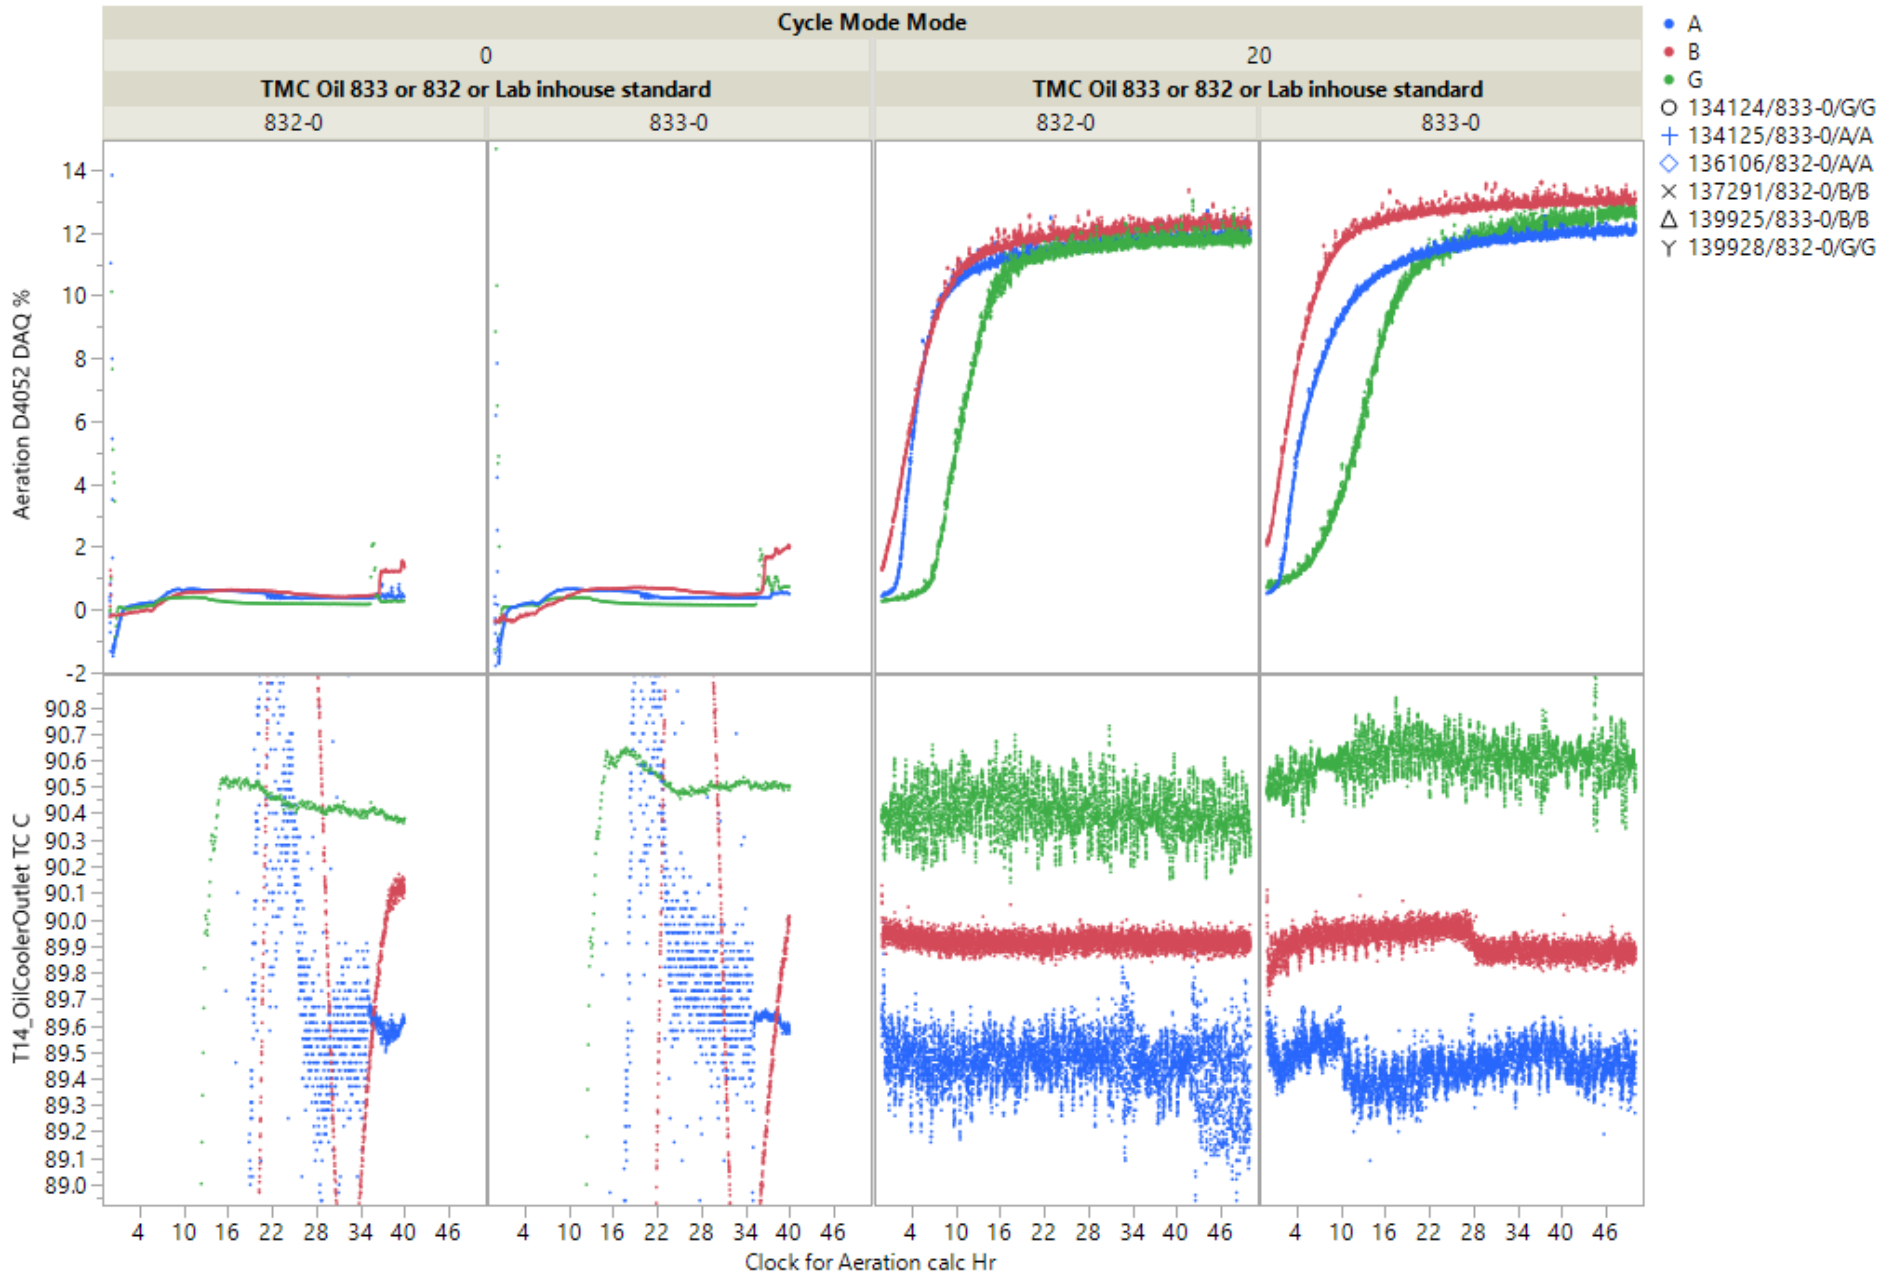 Cycle Mode Mode
0 20
TMC Oil 833 or 832 or Lab inhouse standard TMC Oil 833 or 832 or Lab inhouse standard
832-0 833-0 832-0 833-0
A
B
G
134124/833-0/G/G
134125/833-0/A/A
136106/832-0/A/A
137291/832-0/B/B
139925/833-0/B/B
139928/832-0/G/G
Aeration D4052 DAQ %
14
12
10
8
6
4
2
0
-2
T14_OilCoolerOutlet TC C
90.8
90.7
90.6
90.5
90.4
90.3
90.2
90.1
90.0
89.9
89.8
89.7
89.6
89.5
89.4
89.3
89.2
89.1
89.0
4 10 16 22 28 34 40 46 4 10 16 22 28 34 40 46 4 10 16 22 28 34 40 46 4 10 16 22 28 34 40 46
Clock for Aeration calc Hr